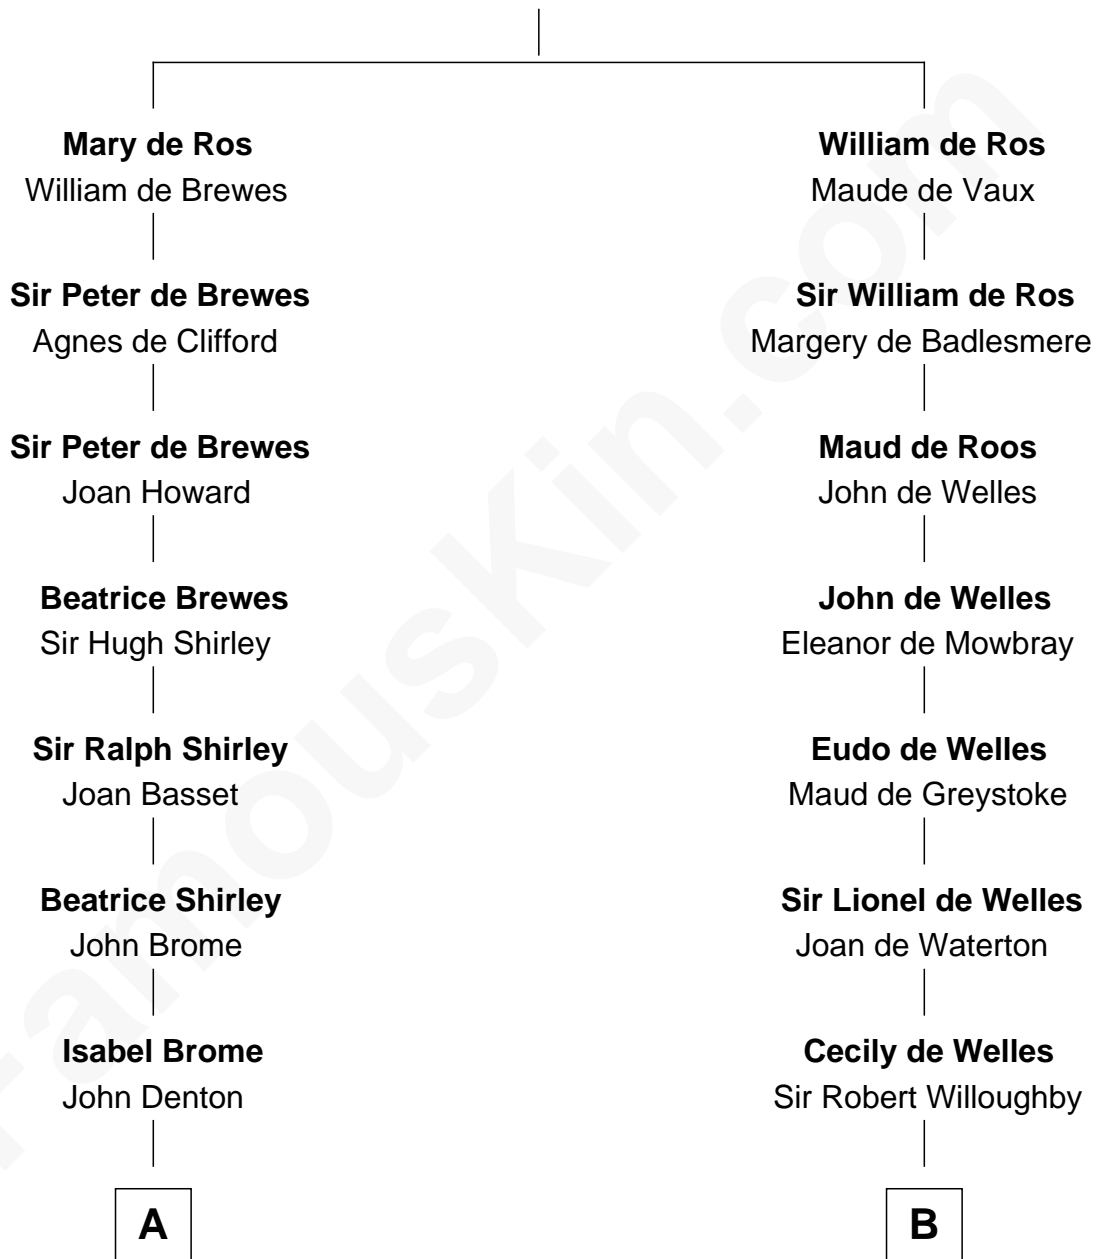 Mary de Ros
William de Brewes
Sir Peter de Brewes
Agnes de Clifford
Sir Peter de Brewes
Joan Howard
Beatrice Brewes
Sir Hugh Shirley
Sir Ralph Shirley
Joan Basset
Beatrice Shirley
John Brome
Isabel Brome
John Denton
A
William de Ros
Maude de Vaux
Sir William de Ros
Margery de Badlesmere
Maud de Roos
John de Welles
John de Welles
Eleanor de Mowbray
Eudo de Welles
Maud de Greystoke
Sir Lionel de Welles
Joan de Waterton
Cecily de Welles
Sir Robert Willoughby
B
FamousKin.com